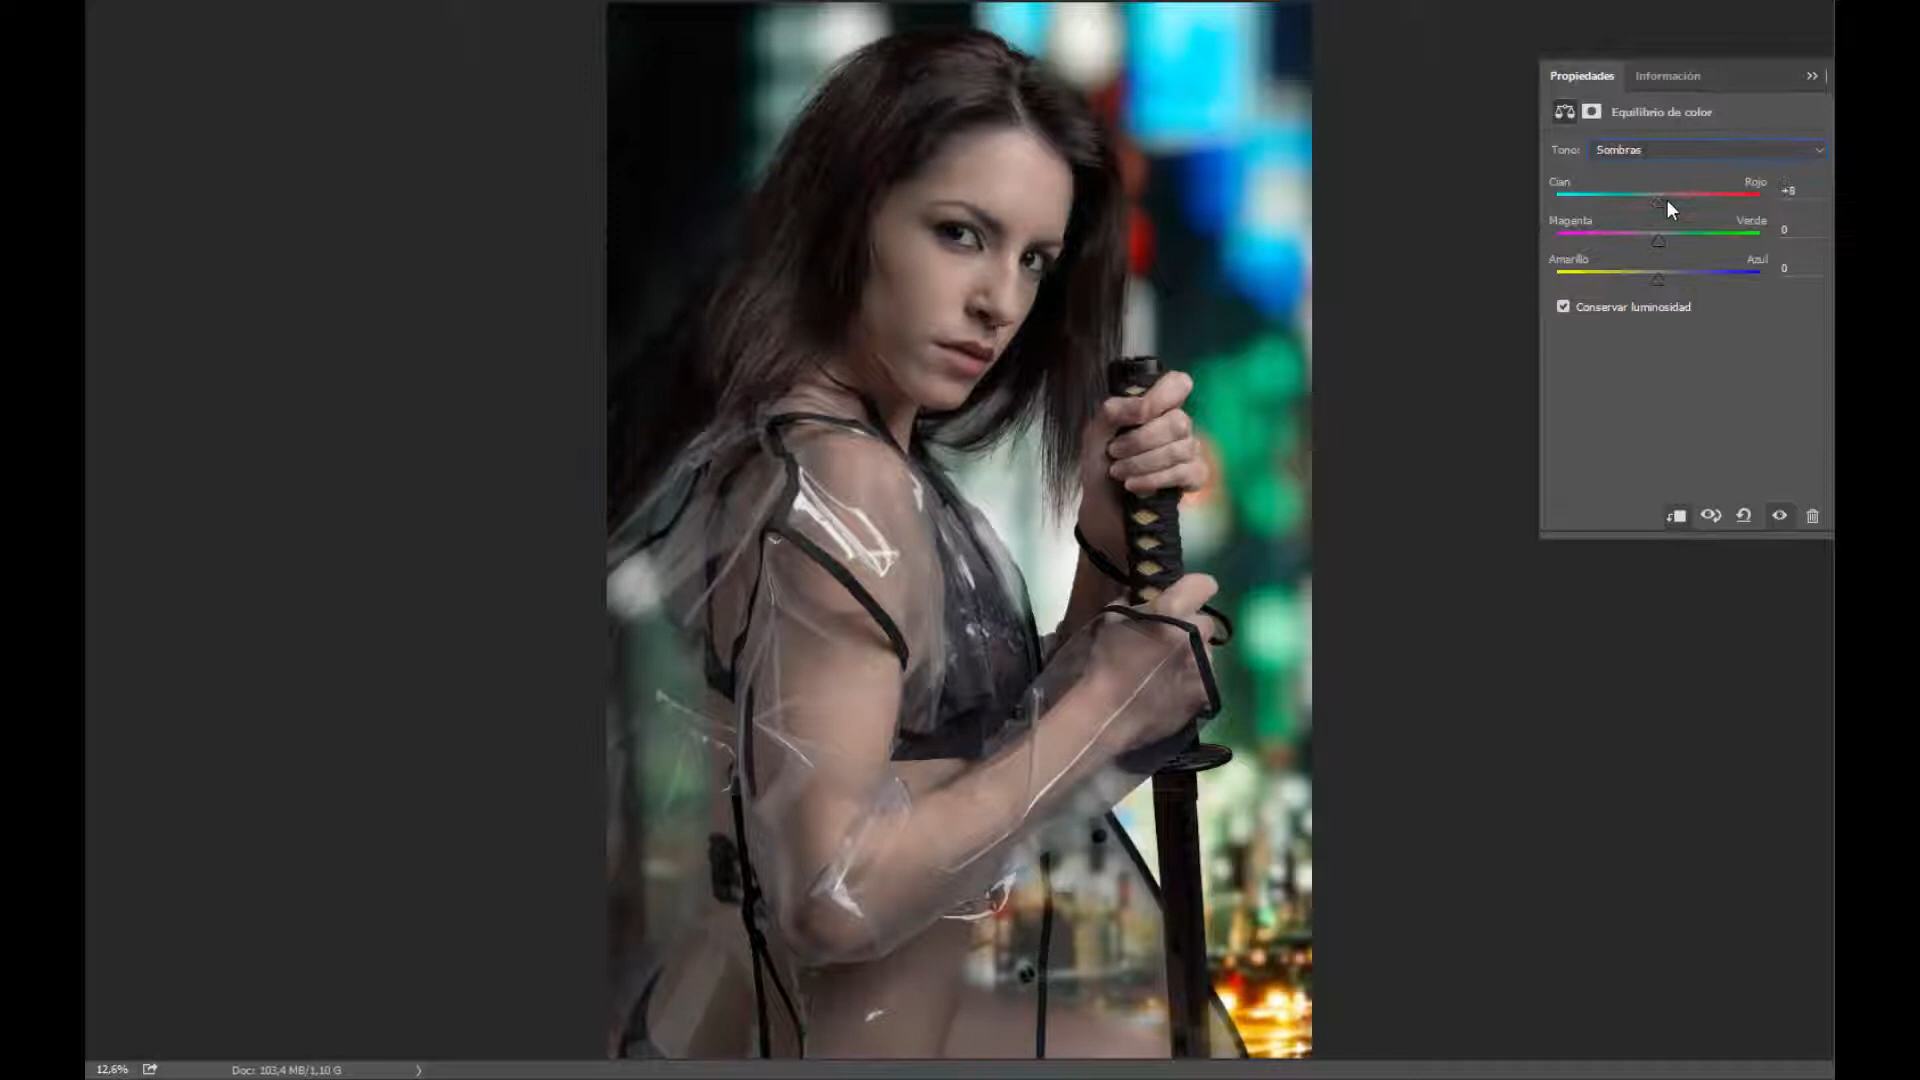 Propiedades Información
Equilibrio de color
Tono: Sombras
Cian Rojo +8
Magenta Verde 0
Amarillo Azul 0
Conservar luminosidad
12,6% Doc: 103,4 MB/1,10 G